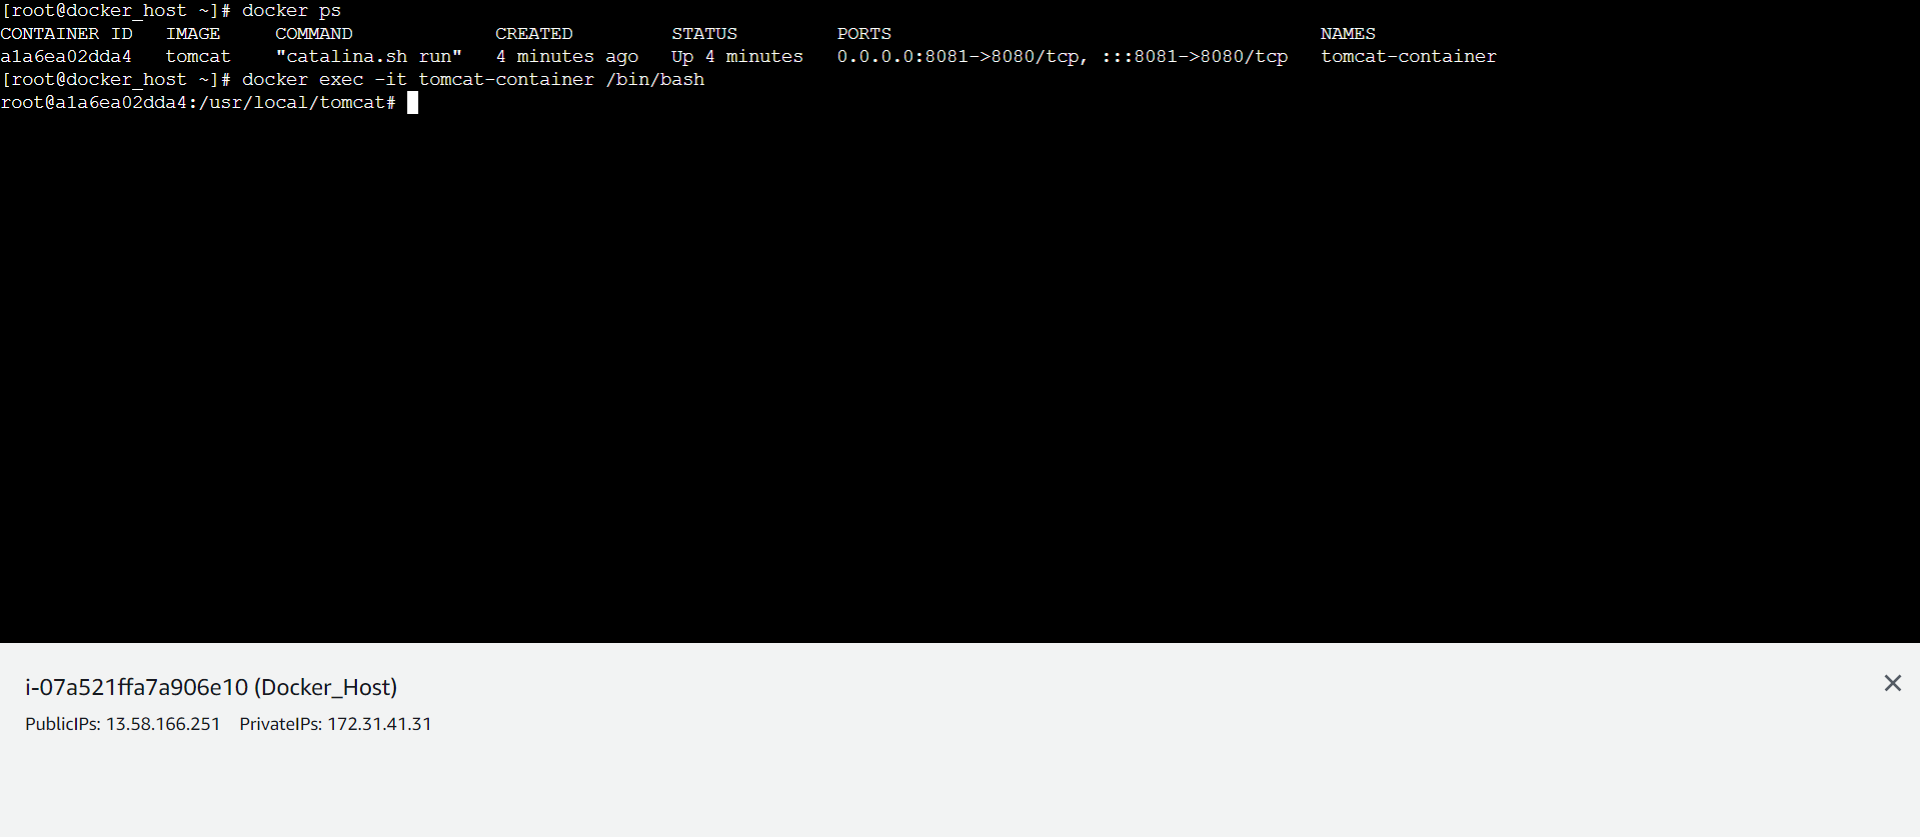 [root@docker_host ~]# docker ps
CONTAINER ID   IMAGE     COMMAND             CREATED         STATUS         PORTS                                       NAMES
a1a6ea02dda4   tomcat    "catalina.sh run"   4 minutes ago   Up 4 minutes   0.0.0.0:8081->8080/tcp, :::8081->8080/tcp   tomcat-container
[root@docker_host ~]# docker exec -it tomcat-container /bin/bash
root@a1a6ea02dda4:/usr/local/tomcat#
i-07a521ffa7a906e10 (Docker_Host)
PublicIPs: 13.58.166.251   PrivateIPs: 172.31.41.31